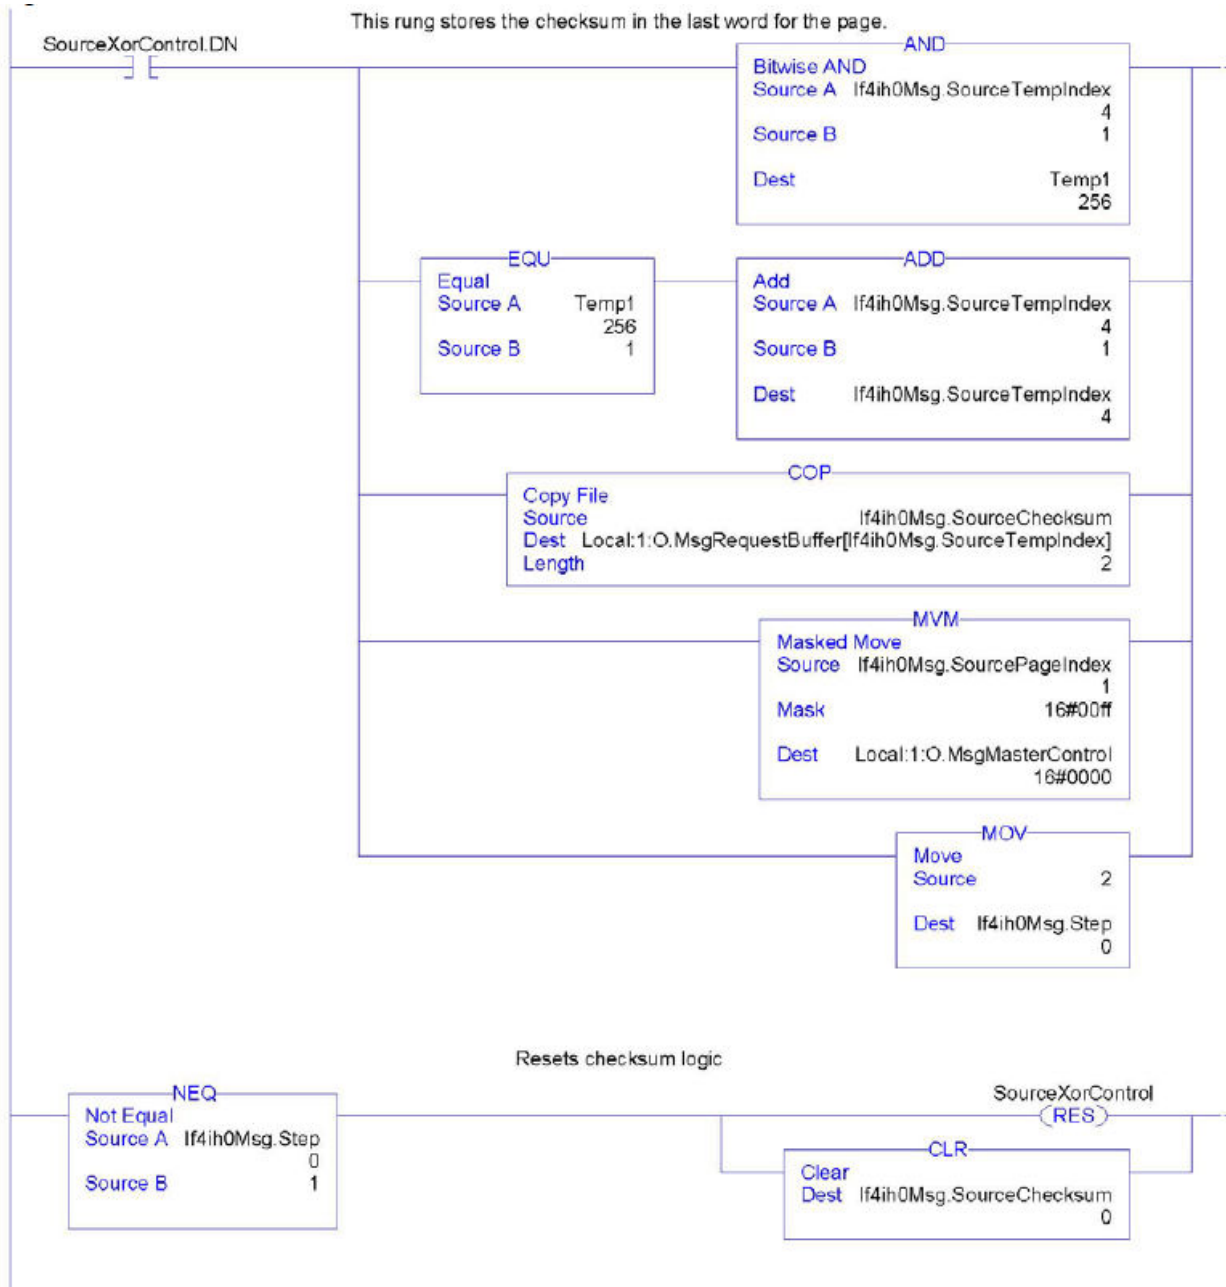 This rung stores the checksum in the last word for the page.
SourceXorControl.DN
AND
Bitwise AND
Source A If4ih0Msg.SourceTempIndex
4
Source B 1
Dest Temp1
256
EQU
Equal
Source A Temp1
256
Source B 1
ADD
Add
Source A If4ih0Msg.SourceTempIndex
4
Source B 1
Dest If4ih0Msg.SourceTempIndex
4
COP
Copy File
Source If4ih0Msg.SourceChecksum
Dest Local:1:O.MsgRequestBuffer[If4ih0Msg.SourceTempIndex]
Length 2
MVM
Masked Move
Source If4ih0Msg.SourcePageIndex
1
Mask 16#00ff
Dest Local:1:O.MsgMasterControl
16#0000
MOV
Move
Source 2
Dest If4ih0Msg.Step
0
Resets checksum logic
NEQ
Not Equal
Source A If4ih0Msg.Step
0
Source B 1
SourceXorControl
RES
CLR
Clear
Dest If4ih0Msg.SourceChecksum
0